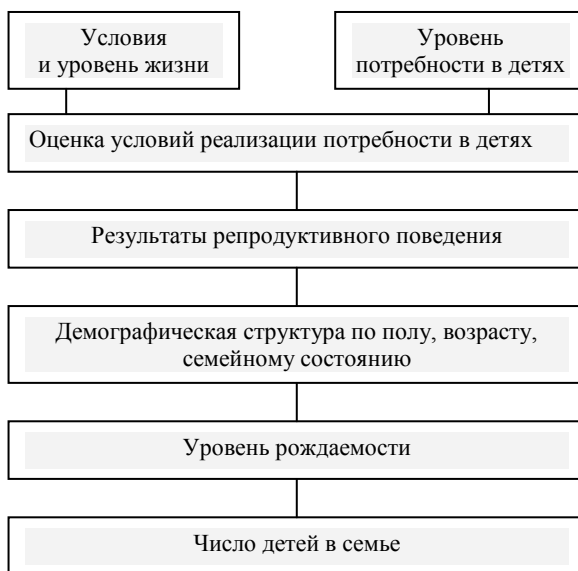 Условия
и уровень жизни
Уровень
потребности в детях
Оценка условий реализации потребности в детях
Результаты репродуктивного поведения
Демографическая структура по полу, возрасту,
семейному состоянию
Уровень рождаемости
Число детей в семье